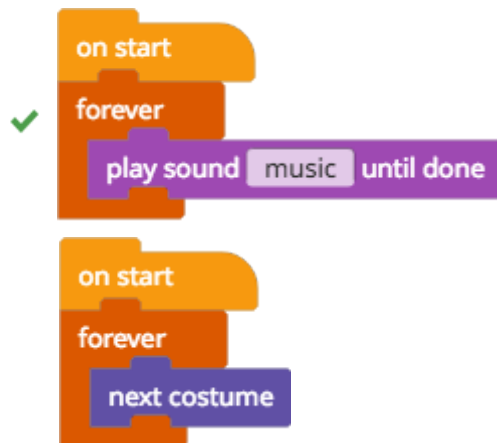 on start
forever
play sound music until done
on start
forever
next costume